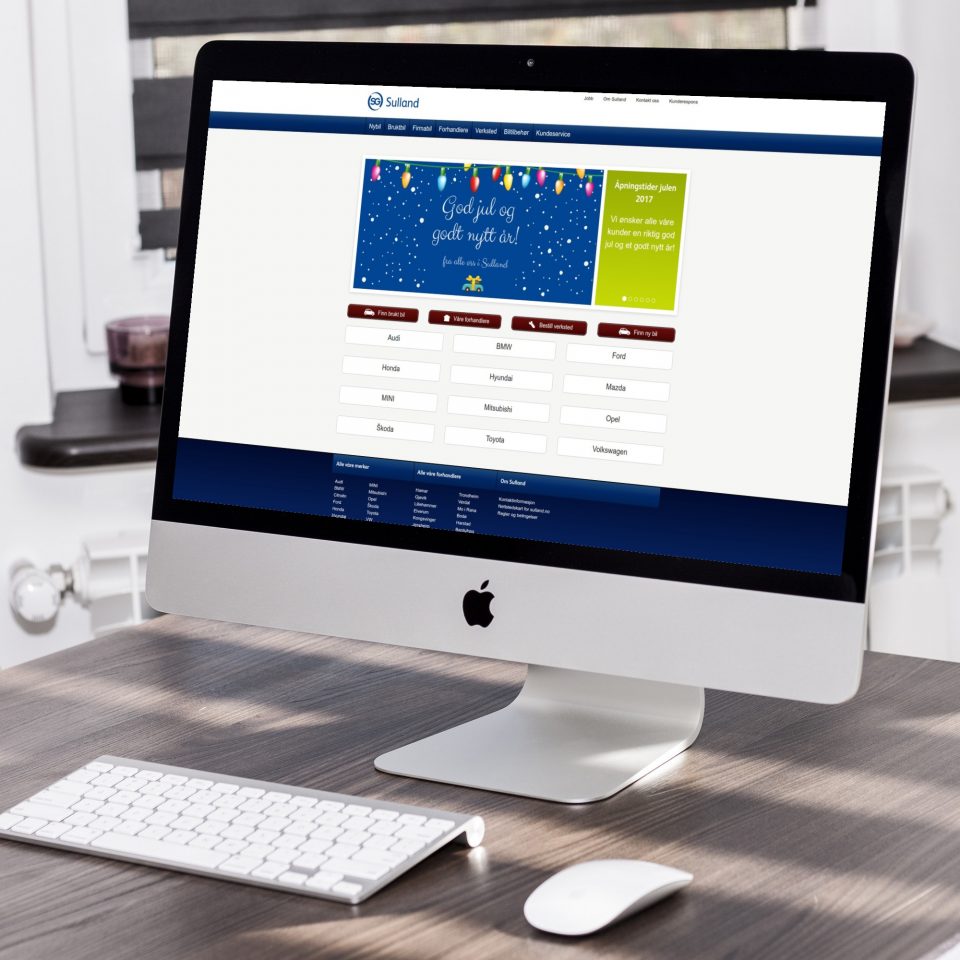 SG Sulland
Jobb Om Sulland Kontakt oss Kunderespons
Nybil Bruktbil Firmabil Forhandlere Verksted Biltilbehør Kundeservice
God jul og
godt nytt år!
fra alle oss i Sulland
Åpningstider julen
2017
Vi ønsker alle våre
kunder en riktig god
jul og et godt nytt år!
Finn brukt bil
Våre forhandlere
Bestill verksted
Finn ny bil
Audi
BMW
Ford
Honda
Hyundai
Mazda
MINI
Mitsubishi
Opel
Škoda
Toyota
Volkswagen
Alle våre merker
Audi
BMW
Citroën
Ford
Honda
Hyundai
MINI
Mitsubishi
Opel
Škoda
Toyota
VW
Alle våre forhandlere
Hamar
Gjøvik
Lillehammer
Elverum
Kongsvinger
Jessheim
Trondheim
Verdal
Mo i Rana
Bodø
Harstad
Bardufoss
Om Sulland
Kontaktinformasjon
Nettstedskart for sulland.no
Regler og betingelser